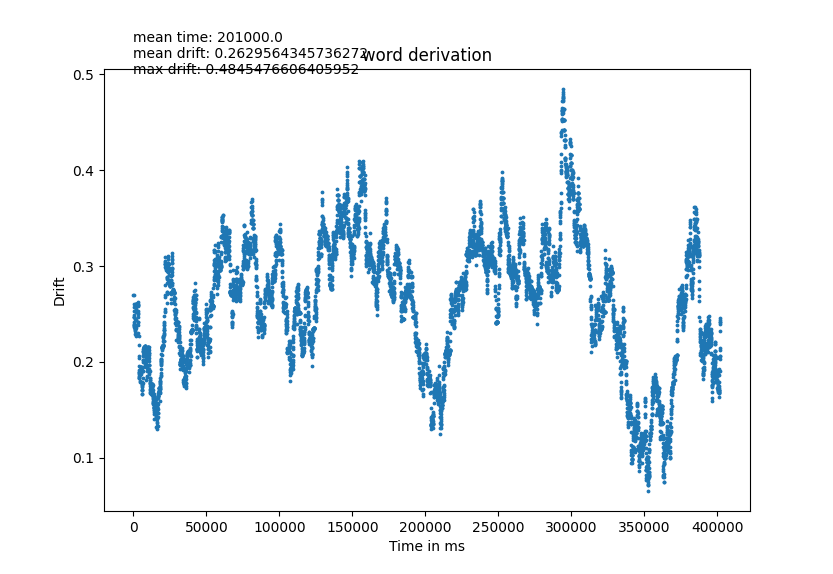 mean time: 201000.0
mean drift: 0.2629564345736272
max drift: 0.4845476606405952
word derivation
0.5
0.4
0.3
0.2
0.1
Drift
0 50000 100000 150000 200000 250000 300000 350000 400000
Time in ms